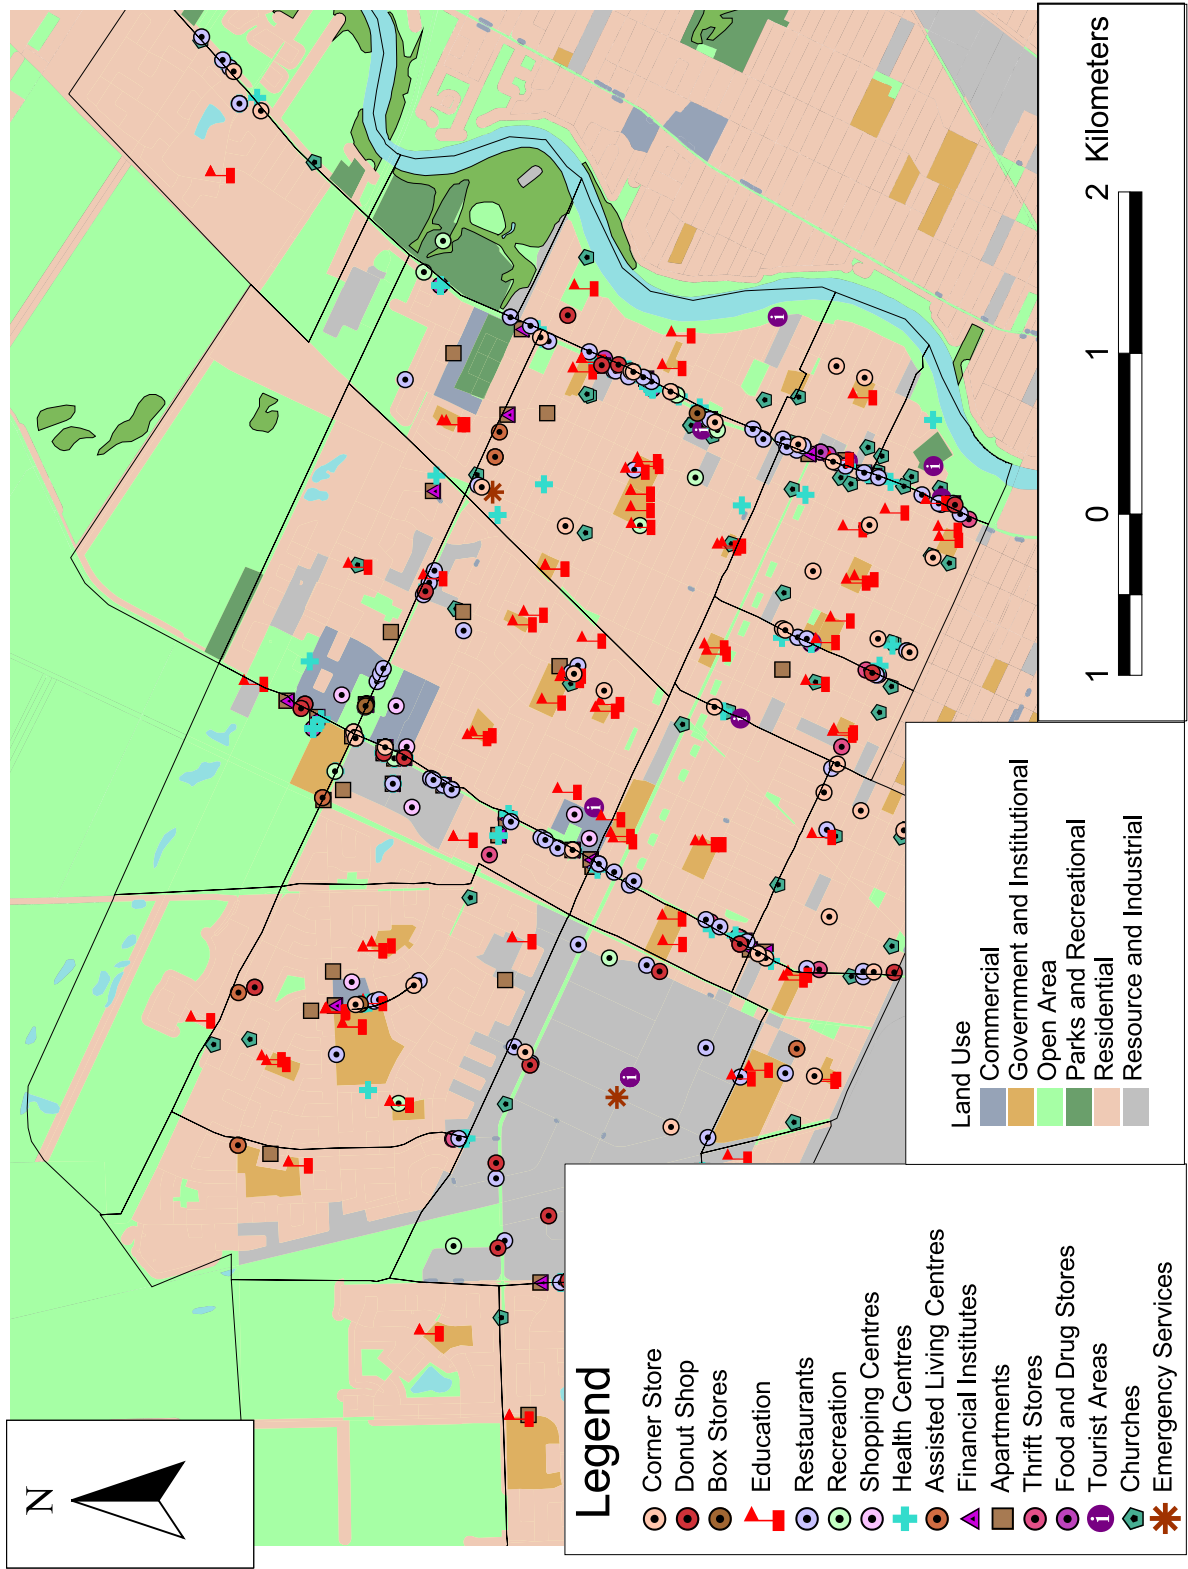 N
Legend
Corner Store
Donut Shop
Box Stores
Education
Restaurants
Recreation
Shopping Centres
Health Centres
Assisted Living Centres
Financial Institutes
Apartments
Thrift Stores
Food and Drug Stores
Tourist Areas
Churches
Emergency Services
Land Use
Commercial
Government and Institutional
Open Area
Parks and Recreational
Residential
Resource and Industrial
1 0 1 2 Kilometers